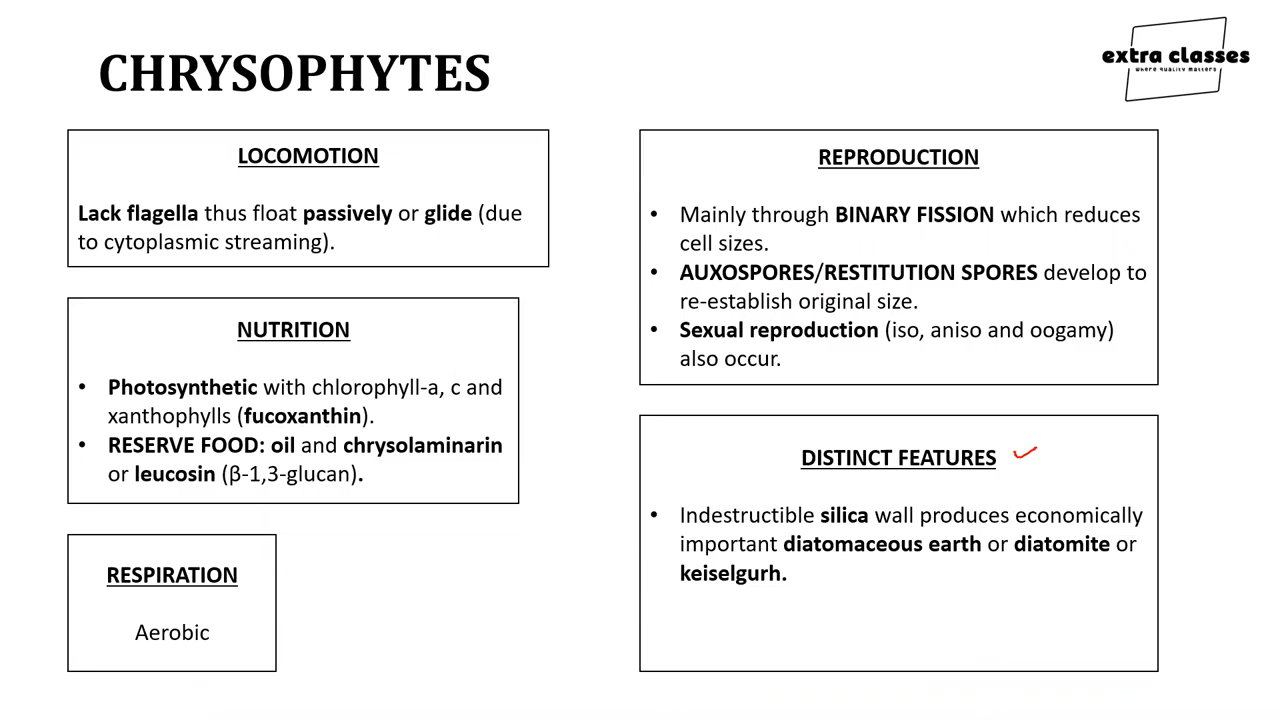 CHRYSOPHYTES
extra classes
where quality matters
LOCOMOTION
Lack flagella thus float passively or glide (due
to cytoplasmic streaming).
NUTRITION
• Photosynthetic with chlorophyll-a, c and
xanthophylls (fucoxanthin).
• RESERVE FOOD: oil and chrysolaminarin
or leucosin (β-1,3-glucan).
RESPIRATION
Aerobic
REPRODUCTION
• Mainly through BINARY FISSION which reduces
cell sizes.
• AUXOSPORES/RESTITUTION SPORES develop to
re-establish original size.
• Sexual reproduction (iso, aniso and oogamy)
also occur.
DISTINCT FEATURES
• Indestructible silica wall produces economically
important diatomaceous earth or diatomite or
keiselgurh.